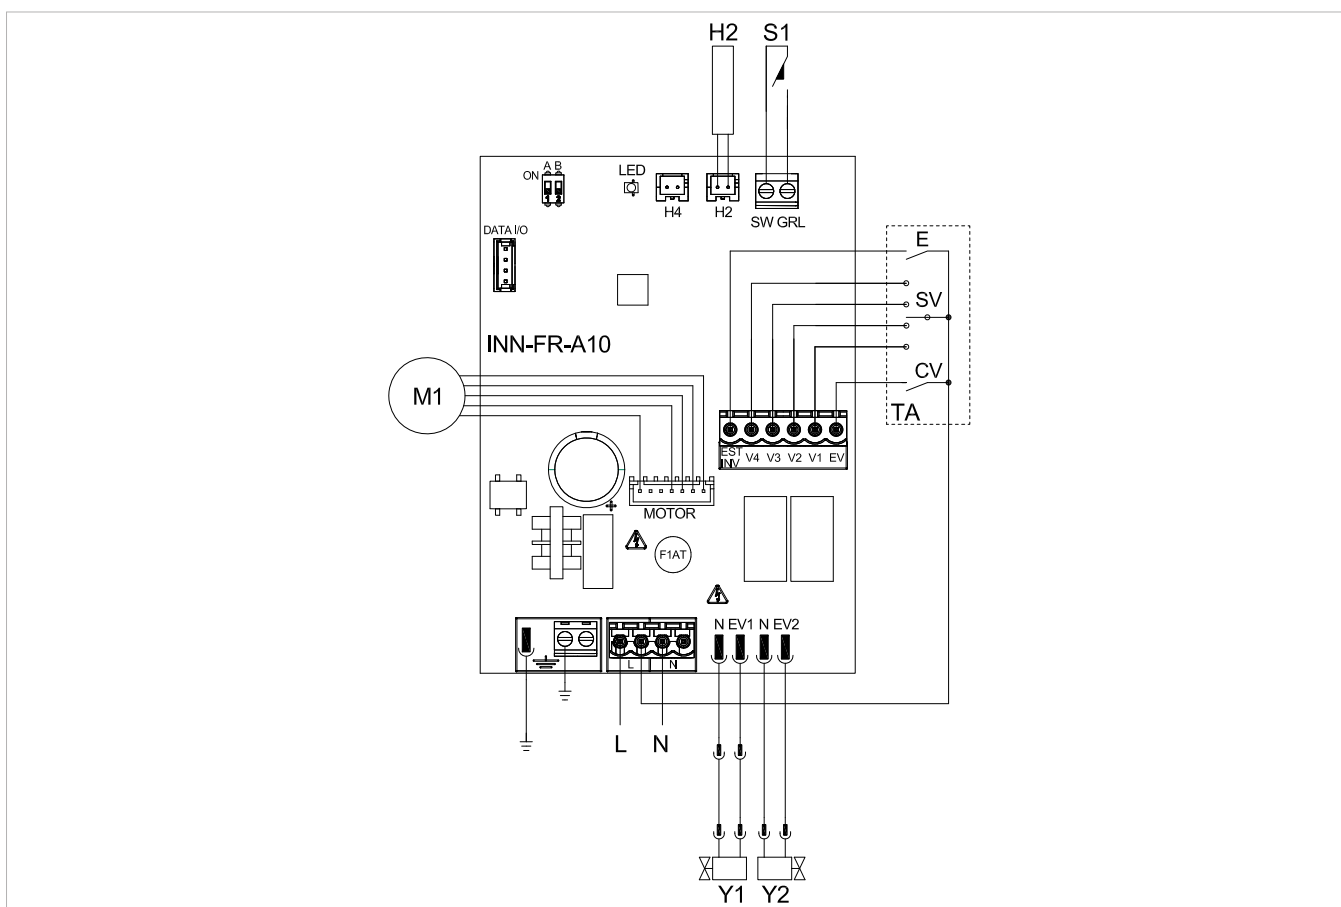 H2 S1
A B
ON
1 2
LED
H4 H2 SW GRL
DATA I/O
E
SV
INN-FR-A10
CV
M1
TA
EST INV V4 V3 V2 V1 EV
MOTOR
F1AT
N EV1 N EV2
L N
L N
Y1 Y2